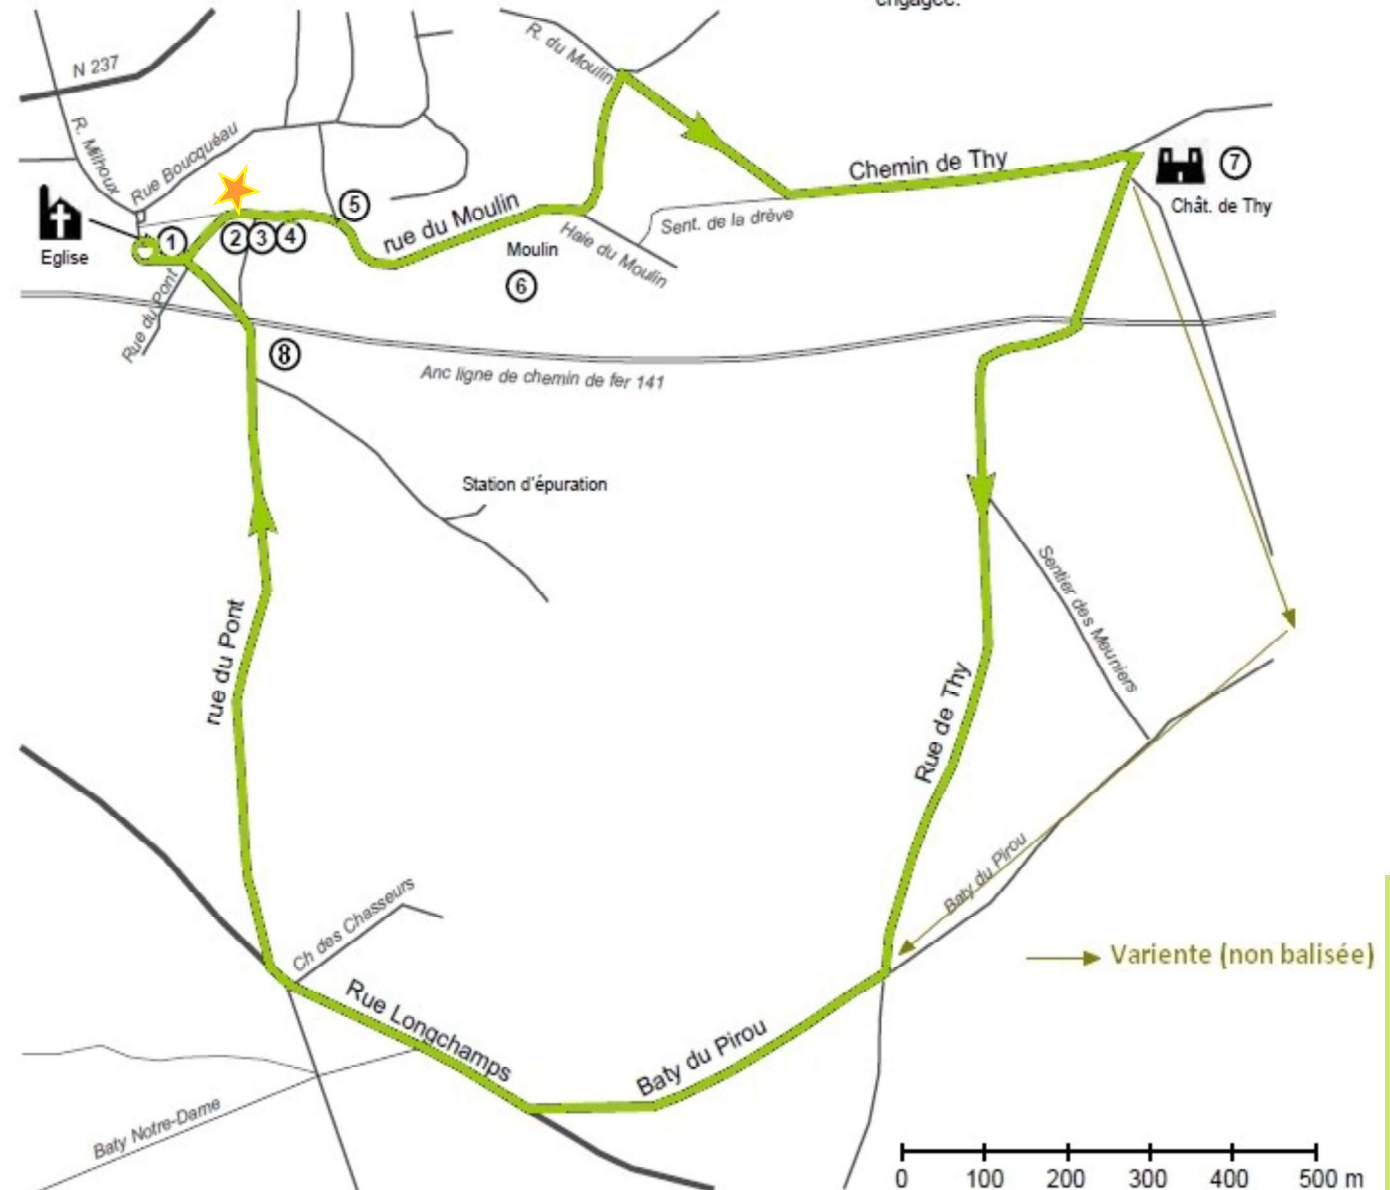 engagée.
N 237
R. du Moulin
R. Milhoux
Rue Boucquéau
Chemin de Thy
7
Chât. de Thy
5
rue du Moulin
Sent. de la drève
Haie du Moulin
1
2
3
4
Eglise
Moulin
6
Rue du Pont
8
Anc ligne de chemin de fer 141
Station d'épuration
Sentier des Meuniers
rue du Pont
Rue de Thy
Baty du Pirou
Ch des Chasseurs
Variente (non balisée)
Rue Longchamps
Baty du Pirou
Baty Notre-Dame
0 100 200 300 400 500 m